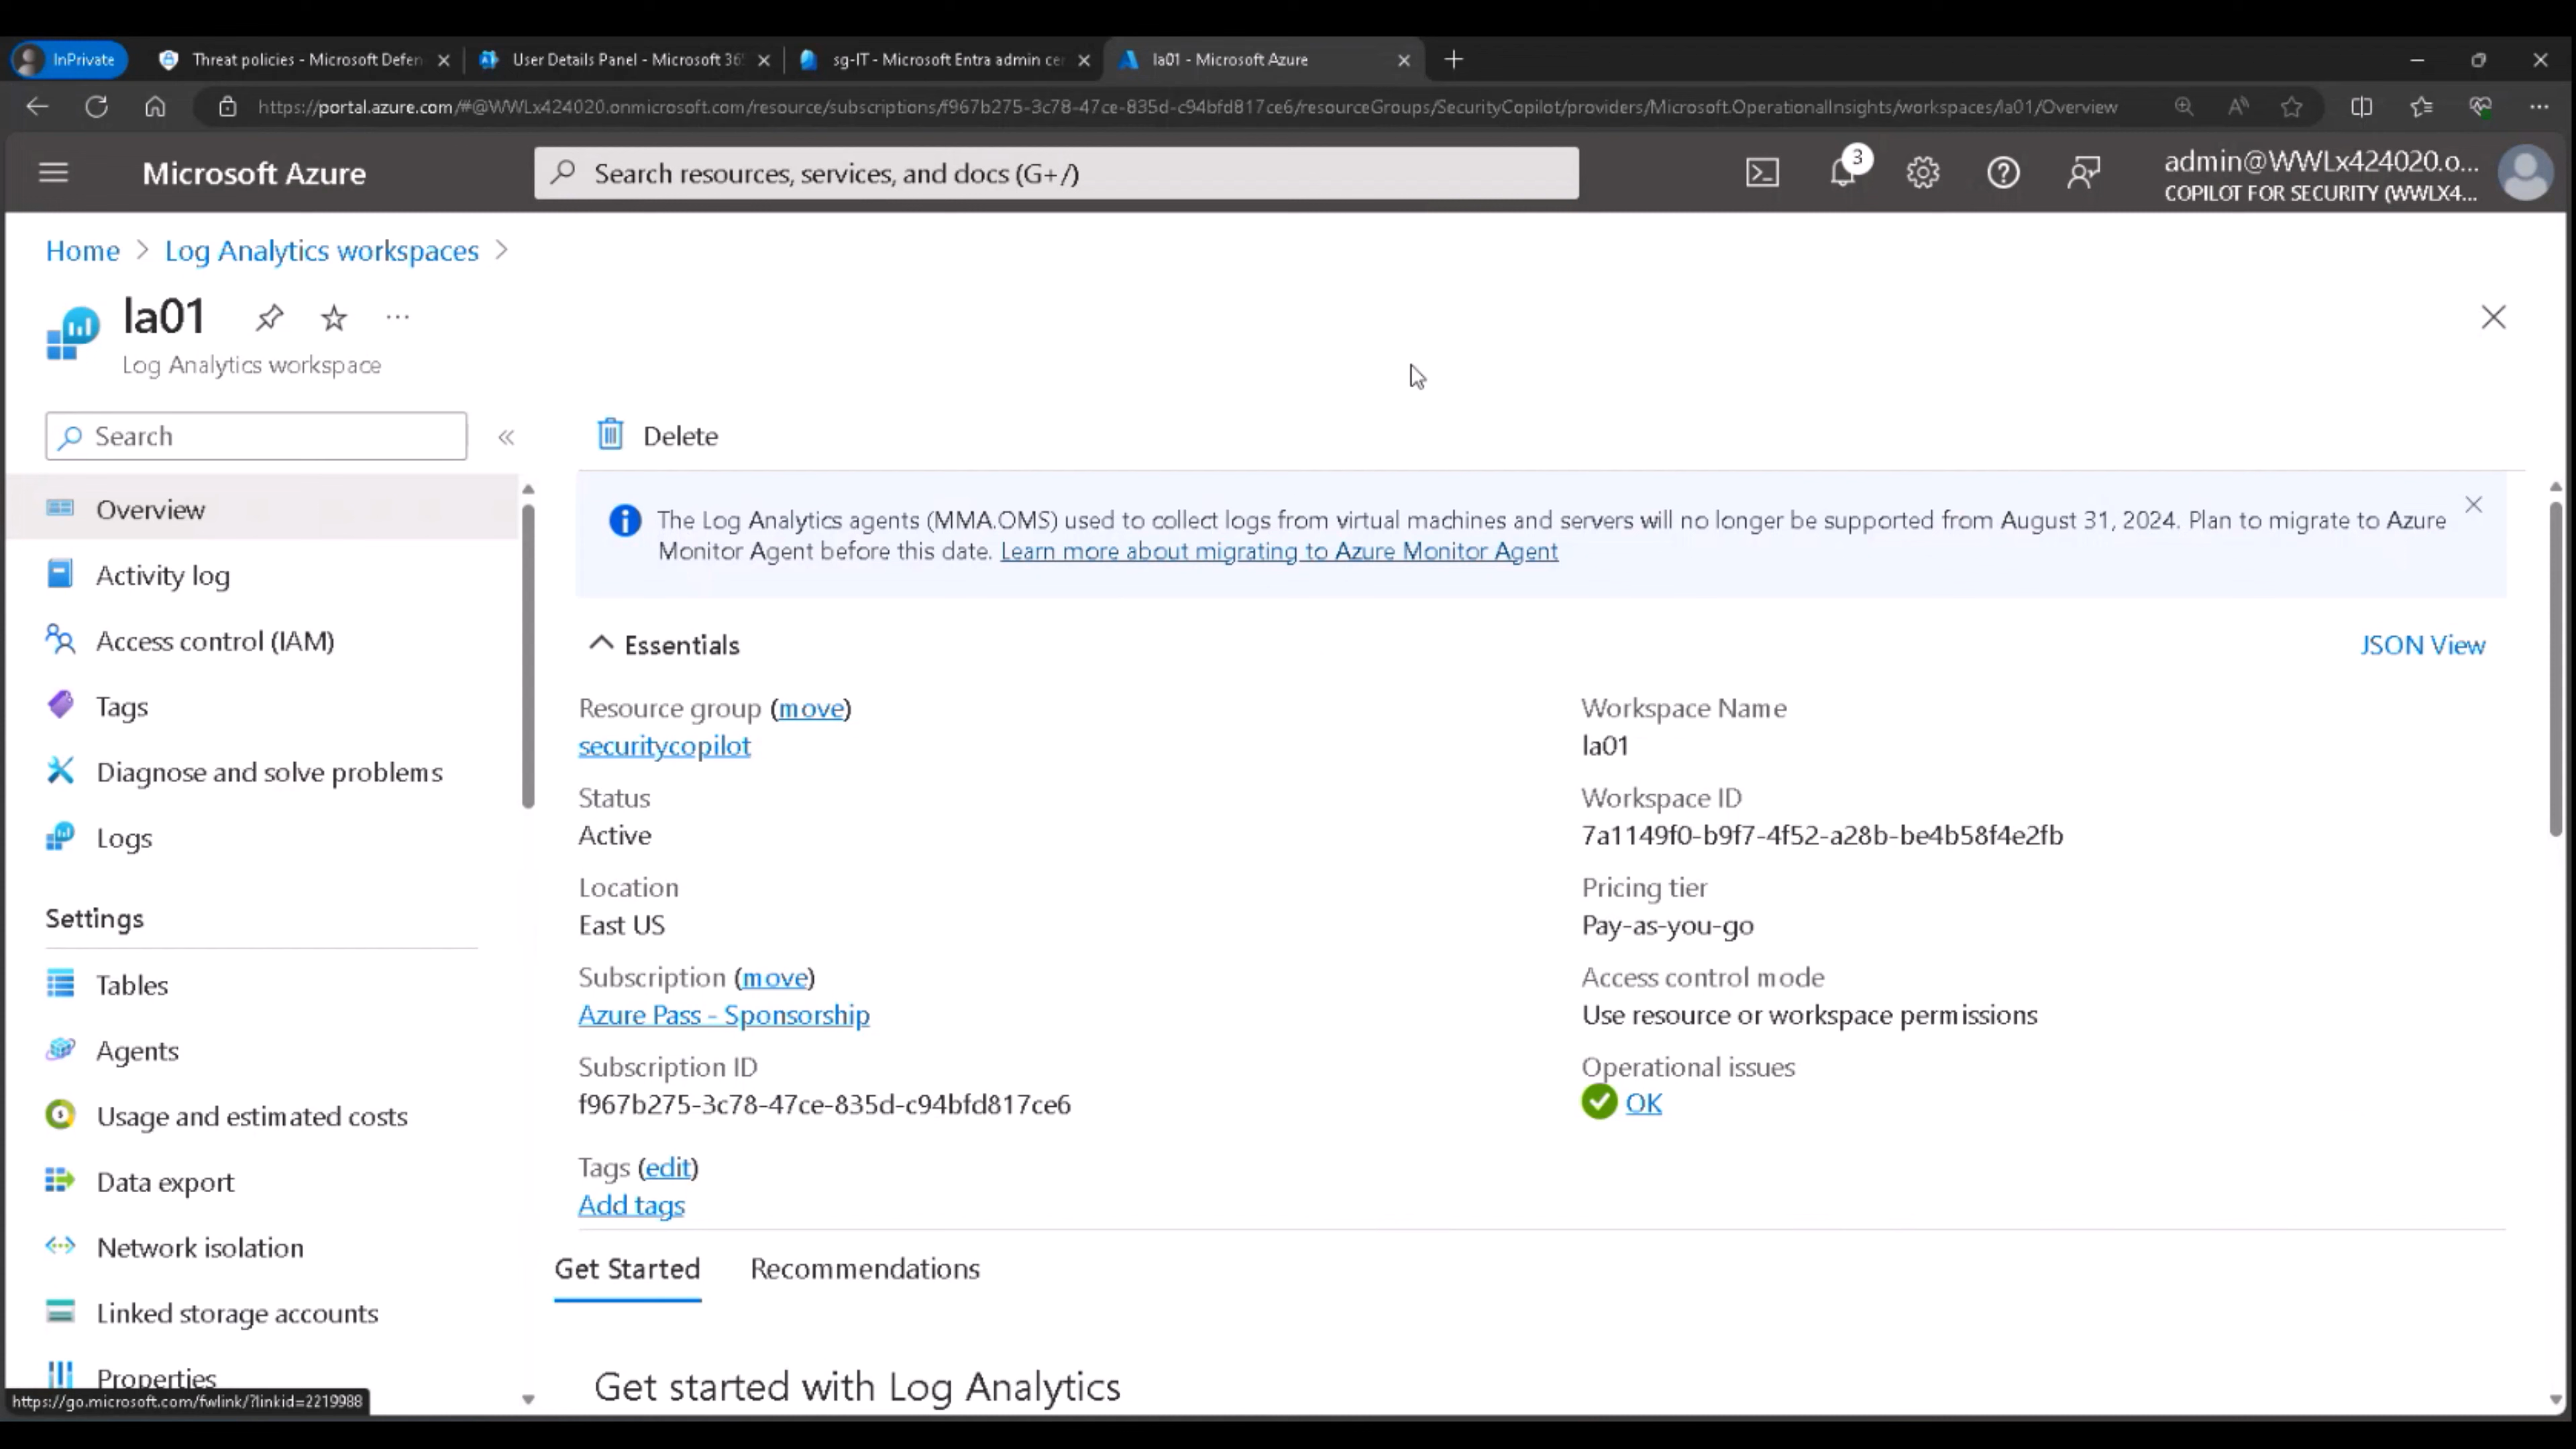 InPrivate
Threat policies - Microsoft Defen
User Details Panel - Microsoft 36
sg-IT - Microsoft Entra admin cen
la01 - Microsoft Azure
https://portal.azure.com/#@WWLx424020.onmicrosoft.com/resource/subscriptions/f967b275-3c78-47ce-835d-c94bfd817ce6/resourceGroups/SecurityCopilot/providers/Microsoft.OperationalInsights/workspaces/la01/Overview
Microsoft Azure
Search resources, services, and docs (G+/)
3
admin@WWLx424020.o...
COPILOT FOR SECURITY (WWLX4...
Home > Log Analytics workspaces >
la01
Log Analytics workspace
Search
Delete
Overview
Activity log
Access control (IAM)
Tags
Diagnose and solve problems
Logs
Settings
Tables
Agents
Usage and estimated costs
Data export
Network isolation
Linked storage accounts
Properties
The Log Analytics agents (MMA.OMS) used to collect logs from virtual machines and servers will no longer be supported from August 31, 2024. Plan to migrate to Azure
Monitor Agent before this date. Learn more about migrating to Azure Monitor Agent
Essentials
JSON View
Resource group (move)
securitycopilot
Status
Active
Location
East US
Subscription (move)
Azure Pass - Sponsorship
Subscription ID
f967b275-3c78-47ce-835d-c94bfd817ce6
Tags (edit)
Add tags
Workspace Name
la01
Workspace ID
7a1149f0-b9f7-4f52-a28b-be4b58f4e2fb
Pricing tier
Pay-as-you-go
Access control mode
Use resource or workspace permissions
Operational issues
OK
Get Started
Recommendations
Get started with Log Analytics
https://go.microsoft.com/fwlink/?linkid=2219988